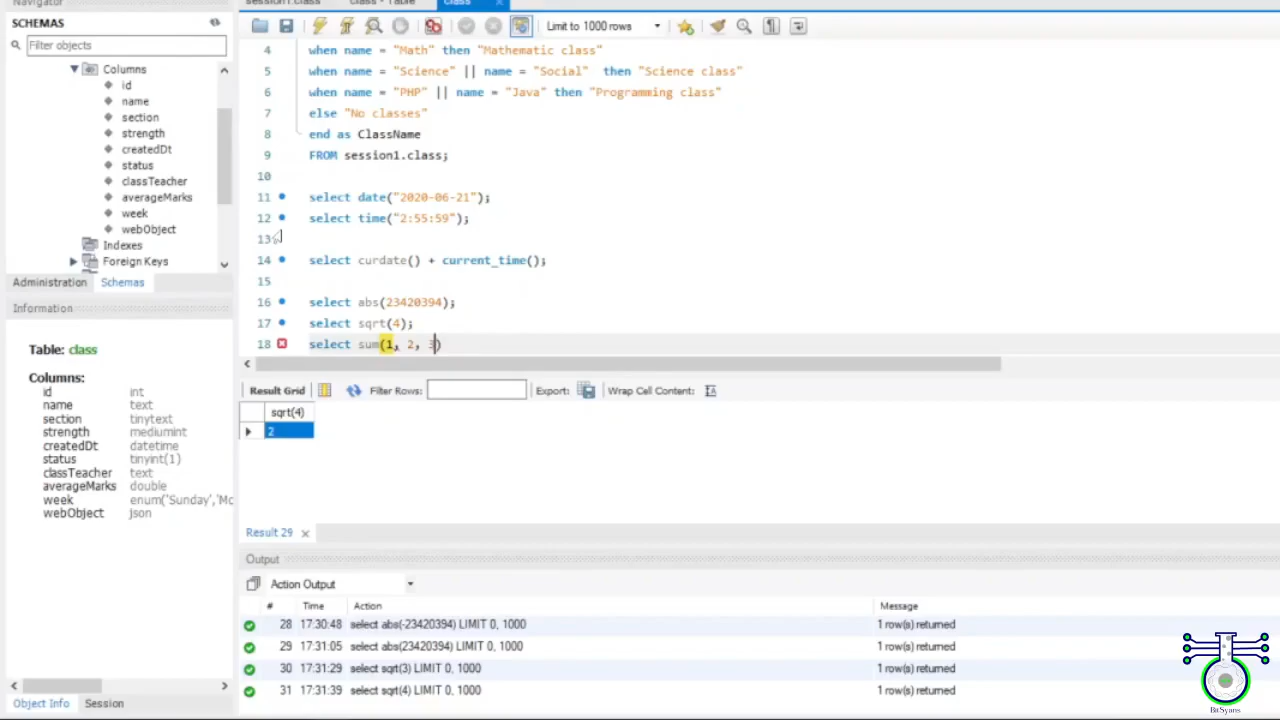 Navigator
session1.class
class - Table
class
SCHEMAS
Limit to 1000 rows
Filter objects
Columns
id
name
section
strength
createdDt
status
classTeacher
averageMarks
week
webObject
Indexes
Foreign Keys
Administration
Schemas
Information
Table: class
Columns:
id int
name text
section tinytext
strength mediumint
createdDt datetime
status tinyint(1)
classTeacher text
averageMarks double
week enum('Sunday','Mc
webObject json
Object Info
Session
4 when name = "Math" then "Mathematic class"
5 when name = "Science" || name = "Social"  then "Science class"
6 when name = "PHP" || name = "Java" then "Programming class"
7 else "No classes"
8 end as ClassName
9 FROM session1.class;
10
11 select date("2020-06-21");
12 select time("2:55:59");
13
14 select curdate() + current_time();
15
16 select abs(23420394);
17 select sqrt(4);
18 select sum(1, 2, 3)
Result Grid
Filter Rows:
Export:
Wrap Cell Content:
sqrt(4)
2
Result 29
Output
Action Output
# Time Action Message
28 17:30:48 select abs(-23420394) LIMIT 0, 1000 1 row(s) returned
29 17:31:05 select abs(23420394) LIMIT 0, 1000 1 row(s) returned
30 17:31:29 select sqrt(3) LIMIT 0, 1000 1 row(s) returned
31 17:31:39 select sqrt(4) LIMIT 0, 1000 1 row(s) returned
BitSyans